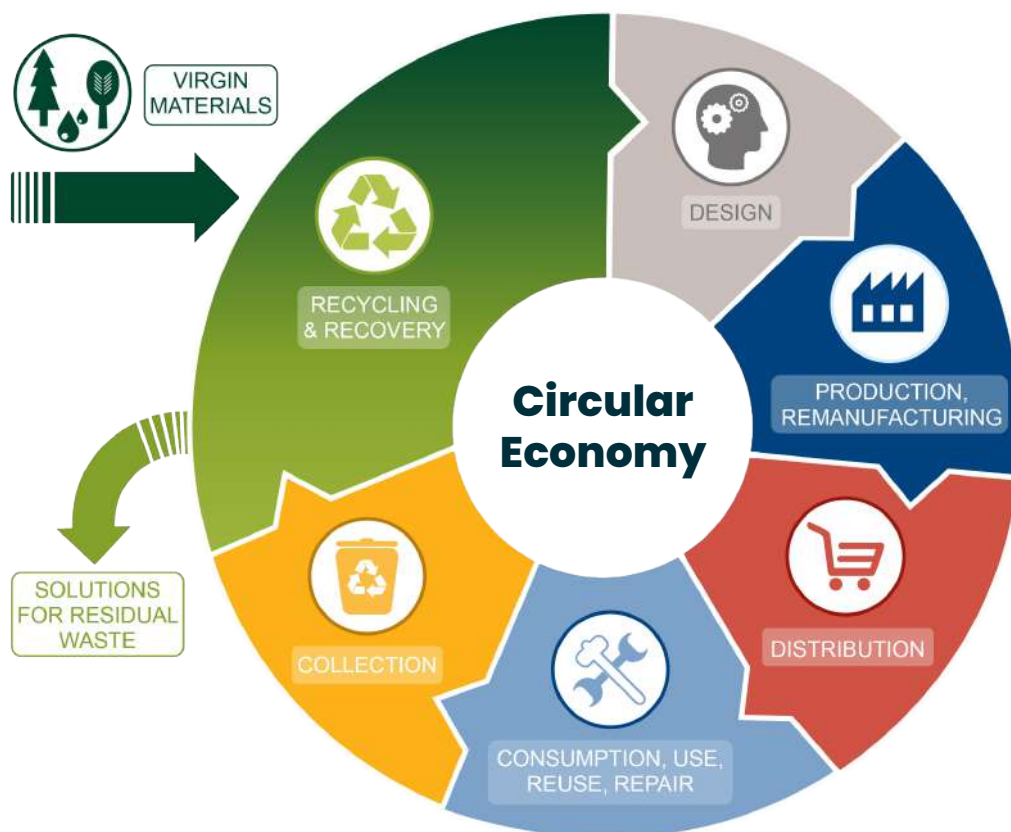 VIRGIN
MATERIALS
DESIGN
RECYCLING
& RECOVERY
PRODUCTION,
REMANUFACTURING
Circular
Economy
SOLUTIONS
FOR RESIDUAL
WASTE
COLLECTION
DISTRIBUTION
CONSUMPTION, USE,
REUSE, REPAIR